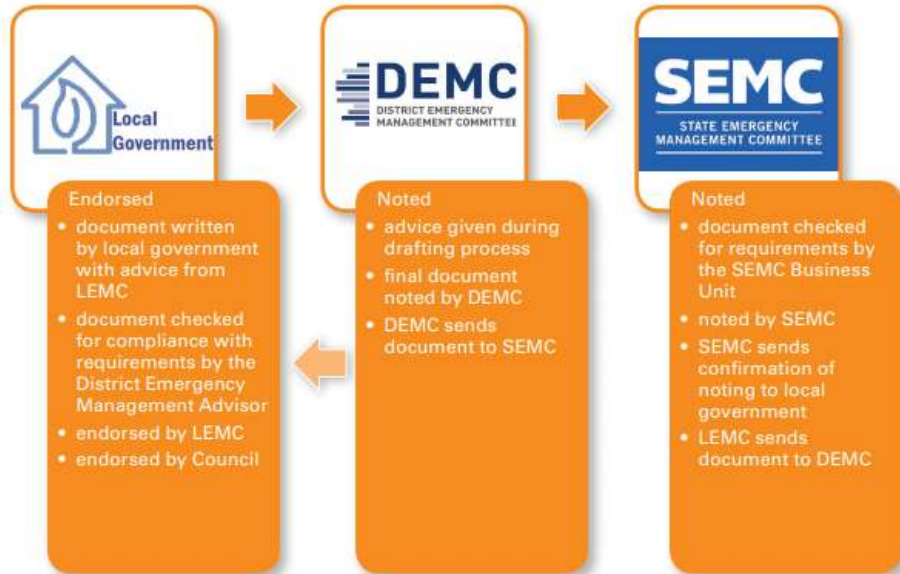 Local
Government
DEMC
DISTRICT EMERGENCY
MANAGEMENT COMMITTEE
SEMC
STATE EMERGENCY
MANAGEMENT COMMITTEE
Endorsed
• document written
by local government
with advice from
LEMC
• document checked
for compliance with
requirements by the
District Emergency
Management Advisor
• endorsed by LEMC
• endorsed by Council
Noted
• advice given during
drafting process
• final document
noted by DEMC
• DEMC sends
document to SEMC
Noted
• document checked
for requirements by
the SEMC Business
Unit
• noted by SEMC
• SEMC sends
confirmation of
noting to local
government
• LEMC sends
document to DEMC